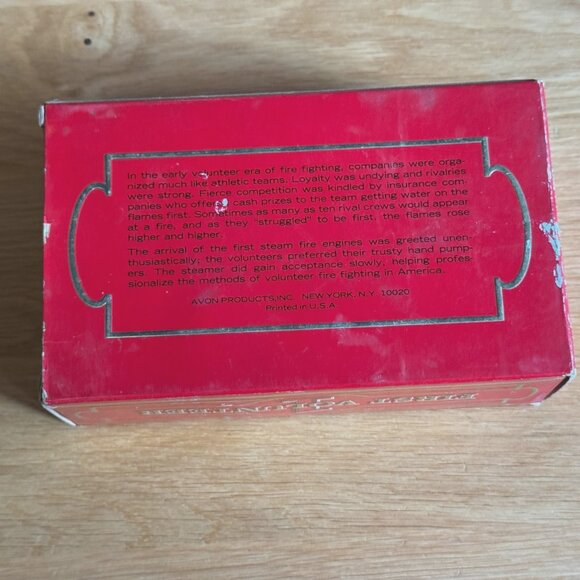 In the early volunteer era of fire fighting, companies were orga-
nized much like athletic teams. Loyalty was undying and rivalries
were strong. Fierce competition was kindled by insurance com-
panies who offered cash prizes to the team getting water on the
flames first. Sometimes as many as ten rival crews would appear
at a fire, and as they "struggled" to be first, the flames rose
higher and higher.
The arrival of the first steam fire engines was greeted unen-
thusiastically; the volunteers preferred their trusty hand pump-
ers. The steamer did gain acceptance slowly, helping profes-
sionalize the methods of volunteer fire fighting in America.
AVON PRODUCTS, INC. NEW YORK, N.Y. 10020
Printed in U.S.A
FIRST VOLUNTEER